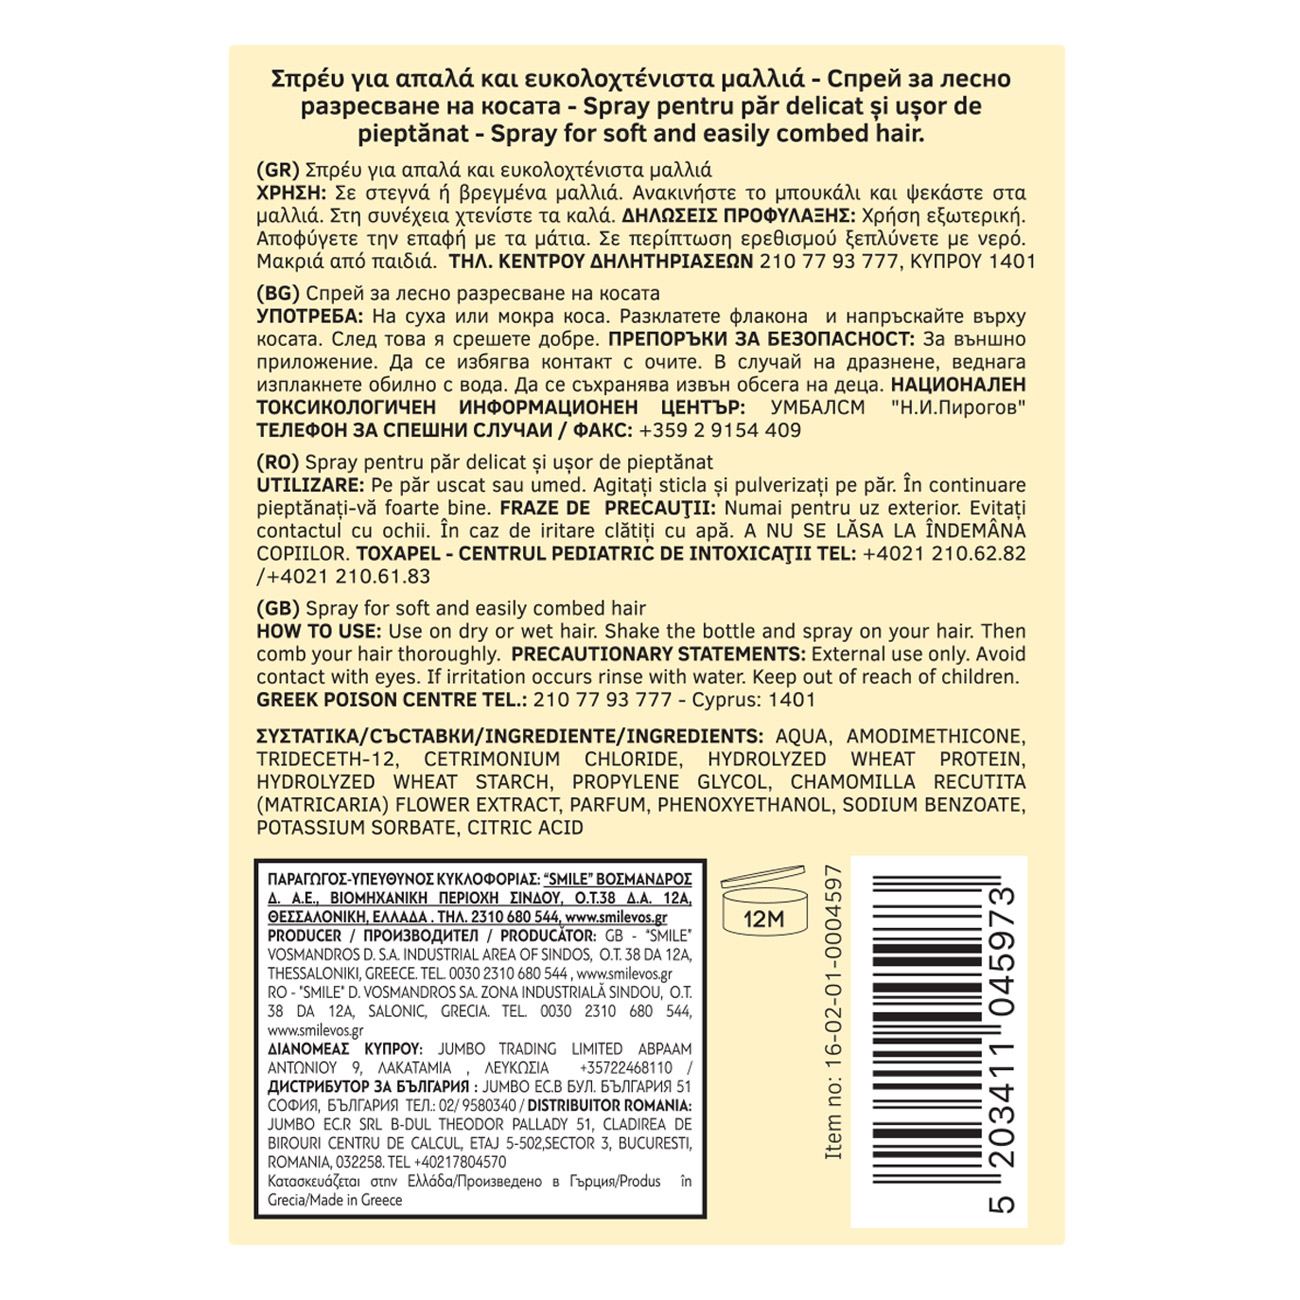 Σπρέυ για απαλά και ευκολοχτένιστα μαλλιά - Спрей за лесно
разресване на косата - Spray pentru păr delicat și ușor de
pieptănat - Spray for soft and easily combed hair.
(GR) Σπρέυ για απαλά και ευκολοχτένιστα μαλλιά
ΧΡΗΣΗ: Σε στεγνά ή βρεγμένα μαλλιά. Ανακινήστε το μπουκάλι και ψεκάστε στα
μαλλιά. Στη συνέχεια χτενίστε τα καλά. ΔΗΛΩΣΕΙΣ ΠΡΟΦΥΛΑΞΗΣ: Χρήση εξωτερική.
Αποφύγετε την επαφή με τα μάτια. Σε περίπτωση ερεθισμού ξεπλύνετε με νερό.
Μακριά από παιδιά. ΤΗΛ. ΚΕΝΤΡΟΥ ΔΗΛΗΤΗΡΙΑΣΕΩΝ 210 77 93 777, ΚΥΠΡΟΥ 1401
(BG) Спрей за лесно разресване на косата
УПОТРЕБА: На суха или мокра коса. Разклатете флакона и напръскайте върху
косата. След това я срешете добре. ПРЕПОРЪКИ ЗА БЕЗОПАСНОСТ: За външно
приложение. Да се избягва контакт с очите. В случай на дразнене, веднага
изплакнете обилно с вода. Да се съхранява извън обсега на деца. НАЦИОНАЛЕН
ТОКСИКОЛОГИЧЕН ИНФОРМАЦИОНЕН ЦЕНТЪР: УМБАЛСМ "Н.И.Пирогов"
ТЕЛЕФОН ЗА СПЕШНИ СЛУЧАИ / ФАКС: +359 2 9154 409
(RO) Spray pentru păr delicat și ușor de pieptănat
UTILIZARE: Pe păr uscat sau umed. Agitați sticla și pulverizați pe păr. În continuare
pieptănați-vă foarte bine. FRAZE DE PRECAUŢII: Numai pentru uz exterior. Evitați
contactul cu ochii. În caz de iritare clătiți cu apă. A NU SE LĂSA LA ÎNDEMÂNA
COPIILOR. TOXAPEL - CENTRUL PEDIATRIC DE INTOXICAŢII TEL: +4021 210.62.82
/+4021 210.61.83
(GB) Spray for soft and easily combed hair
HOW TO USE: Use on dry or wet hair. Shake the bottle and spray on your hair. Then
comb your hair thoroughly. PRECAUTIONARY STATEMENTS: External use only. Avoid
contact with eyes. If irritation occurs rinse with water. Keep out of reach of children.
GREEK POISON CENTRE TEL.: 210 77 93 777 - Cyprus: 1401
ΣΥΣΤΑΤΙΚΑ/СЪСТАВКИ/INGREDIENTE/INGREDIENTS: AQUA, AMODIMETHICONE,
TRIDECETH-12, CETRIMONIUM CHLORIDE, HYDROLYZED WHEAT PROTEIN,
HYDROLYZED WHEAT STARCH, PROPYLENE GLYCOL, CHAMOMILLA RECUTITA
(MATRICARIA) FLOWER EXTRACT, PARFUM, PHENOXYETHANOL, SODIUM BENZOATE,
POTASSIUM SORBATE, CITRIC ACID
ΠΑΡΑΓΩΓΟΣ-ΥΠΕΥΘΥΝΟΣ ΚΥΚΛΟΦΟΡΙΑΣ: “SMILE” ΒΟΣΜΑΝΔΡΟΣ
Δ. Α.Ε., ΒΙΟΜΗΧΑΝΙΚΗ ΠΕΡΙΟΧΗ ΣΙΝΔΟΥ, Ο.Τ.38 Δ.Α. 12Α,
ΘΕΣΣΑΛΟΝΙΚΗ, ΕΛΛΑΔΑ . ΤΗΛ. 2310 680 544, www.smilevos.gr
PRODUCER / ПРОИЗВОДИТЕЛ / PRODUCĂTOR: GB - “SMILE”
VOSMANDROS D. S.A. INDUSTRIAL AREA OF SINDOS, O.T. 38 DA 12A,
THESSALONIKI, GREECE. TEL. 0030 2310 680 544 , www.smilevos.gr
RO - "SMILE" D. VOSMANDROS SA. ZONA INDUSTRIALĂ SINDOU, O.T.
38 DA 12A, SALONIC, GRECIA. TEL. 0030 2310 680 544,
www.smilevos.gr
ΔΙΑΝΟΜΕΑΣ ΚΥΠΡΟΥ: JUMBO TRADING LIMITED ΑΒΡΑΑΜ
ΑΝΤΩΝΙΟΥ 9, ΛΑΚΑΤΑΜΙΑ , ΛΕΥΚΩΣΙΑ +35722468110 /
ДИСТРИБУТОР ЗА БЪЛГАРИЯ : JUMBO EC.B БУЛ. БЪЛГАРИЯ 51
СОФИЯ, БЪЛГАРИЯ ТЕЛ.: 02/ 9580340 / DISTRIBUITOR ROMANIA:
JUMBO EC.R SRL B-DUL THEODOR PALLADY 51, CLADIREA DE
BIROURI CENTRU DE CALCUL, ETAJ 5-502,SECTOR 3, BUCURESTI,
ROMANIA, 032258. TEL +40217804570
Κατασκευάζεται στην Ελλάδα/Произведено в Гърция/Produs în
Grecia/Made in Greece
12M
Item no: 16-02-01-0004597
5 203411 045973